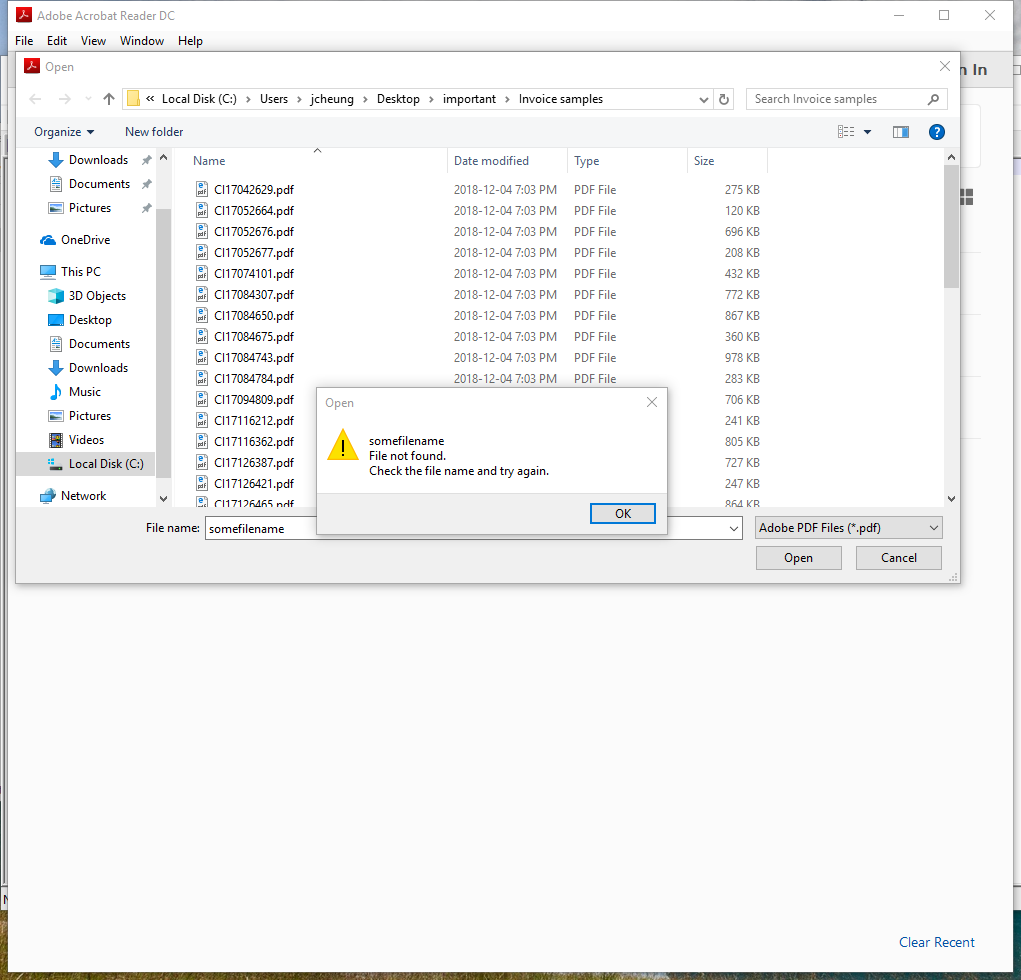 Adobe Acrobat Reader DC
File Edit View Window Help
Open
n In
« Local Disk (C:) > Users > jcheung > Desktop > important > Invoice samples
Search Invoice samples
Organize New folder
?
Downloads
Documents
Pictures
OneDrive
This PC
3D Objects
Desktop
Documents
Downloads
Music
Pictures
Videos
Local Disk (C:)
Network
Name Date modified Type Size
CI17042629.pdf 2018-12-04 7:03 PM PDF File 275 KB
CI17052664.pdf 2018-12-04 7:03 PM PDF File 120 KB
CI17052676.pdf 2018-12-04 7:03 PM PDF File 696 KB
CI17052677.pdf 2018-12-04 7:03 PM PDF File 208 KB
CI17074101.pdf 2018-12-04 7:03 PM PDF File 432 KB
CI17084307.pdf 2018-12-04 7:03 PM PDF File 772 KB
CI17084650.pdf 2018-12-04 7:03 PM PDF File 867 KB
CI17084675.pdf 2018-12-04 7:03 PM PDF File 360 KB
CI17084743.pdf 2018-12-04 7:03 PM PDF File 978 KB
CI17084784.pdf 2018-12-04 7:03 PM PDF File 283 KB
CI17094809.pdf 706 KB
CI17116212.pdf 241 KB
CI17116362.pdf 805 KB
CI17126387.pdf 727 KB
CI17126421.pdf 247 KB
CI17126465.pdf 864 KB
Open
somefilename
File not found.
Check the file name and try again.
OK
File name: somefilename
Adobe PDF Files (*.pdf)
Open Cancel
Clear Recent